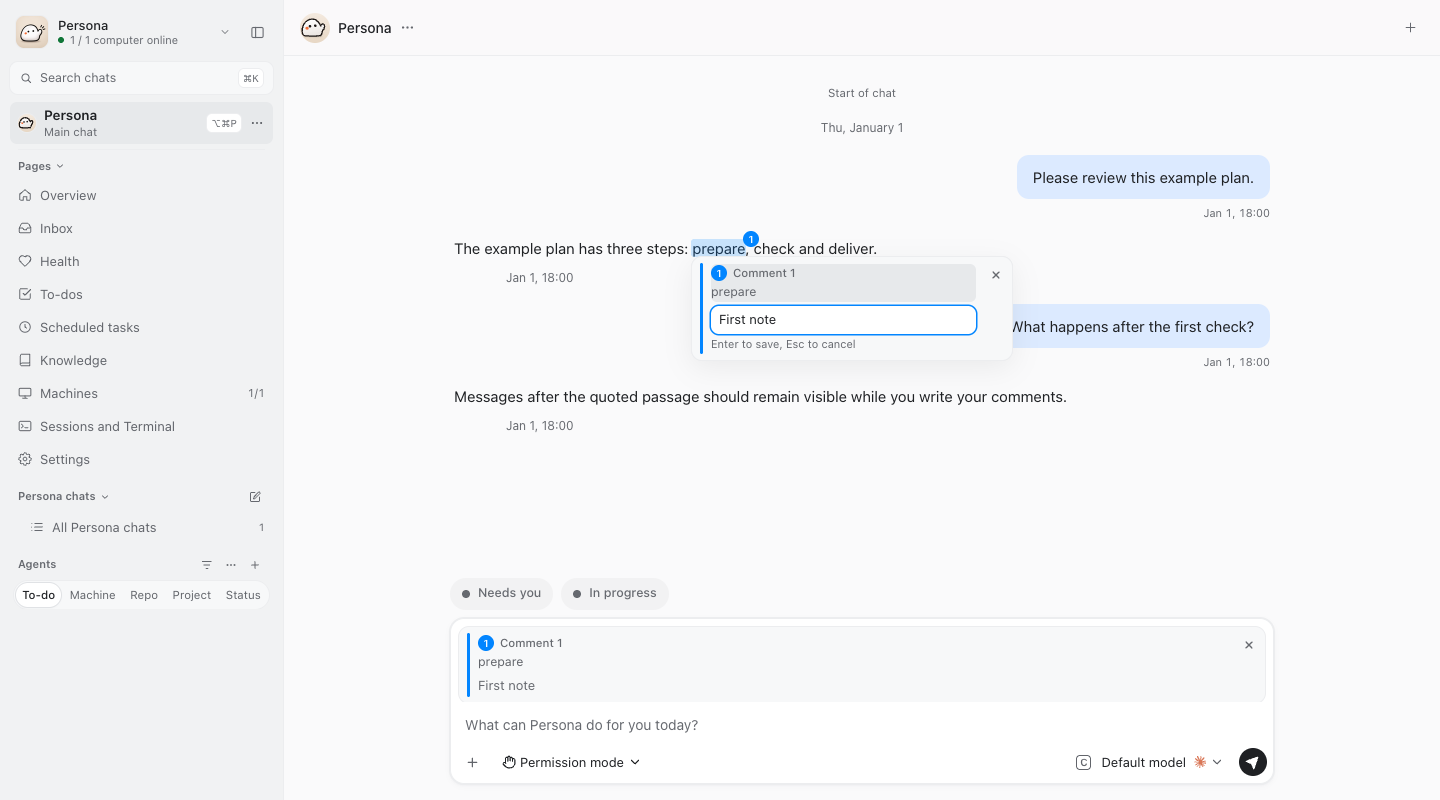 Persona
1 / 1 computer online
Search chats
⌘K
Persona
Main chat
⌥⌘P
Pages
Overview
Inbox
Health
To-dos
Scheduled tasks
Knowledge
Machines
1/1
Sessions and Terminal
Settings
Persona chats
All Persona chats
1
Agents
To-do
Machine
Repo
Project
Status
Persona
Start of chat
Thu, January 1
Please review this example plan.
Jan 1, 18:00
The example plan has three steps: prepare, check and deliver.
1
Jan 1, 18:00
1 Comment 1
prepare
First note
Enter to save, Esc to cancel
What happens after the first check?
Jan 1, 18:00
Messages after the quoted passage should remain visible while you write your comments.
Jan 1, 18:00
Needs you
In progress
1 Comment 1
prepare
First note
What can Persona do for you today?
Permission mode
C
Default model